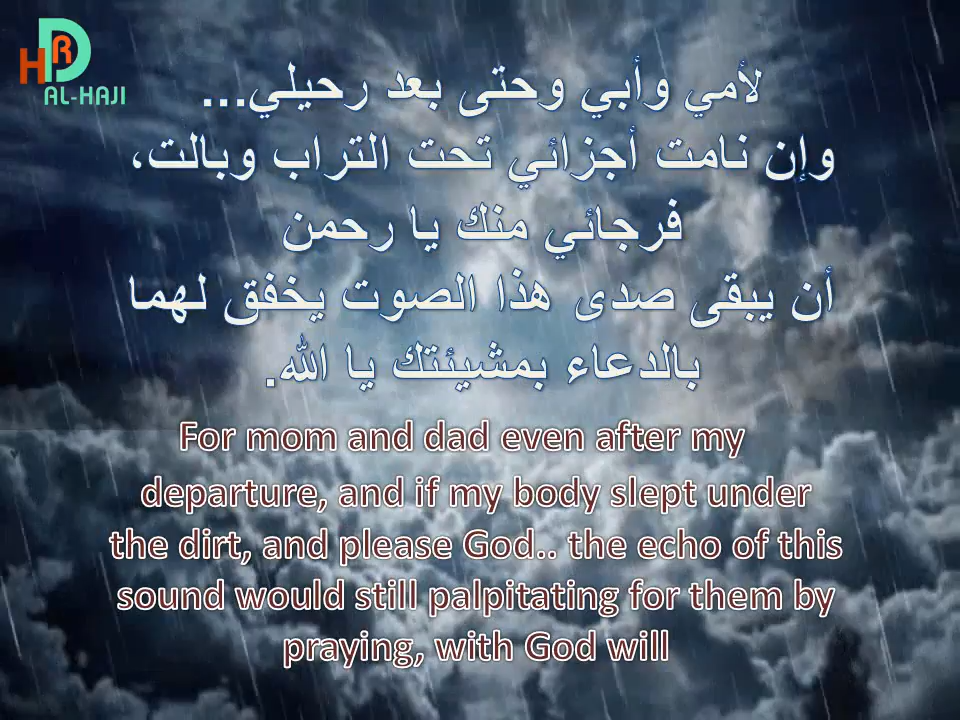 HRD
AL-HAJI
لأمي وأبي وحتى بعد رحيلي...
وإن نامت أجزائي تحت التراب وبالت،
فرجائي منك يا رحمن
أن يبقى صدى هذا الصوت يخفق لهما
بالدعاء بمشيئتك يا الله.
For mom and dad even after my
departure, and if my body slept under
the dirt, and please God.. the echo of this
sound would still palpitating for them by
praying, with God will